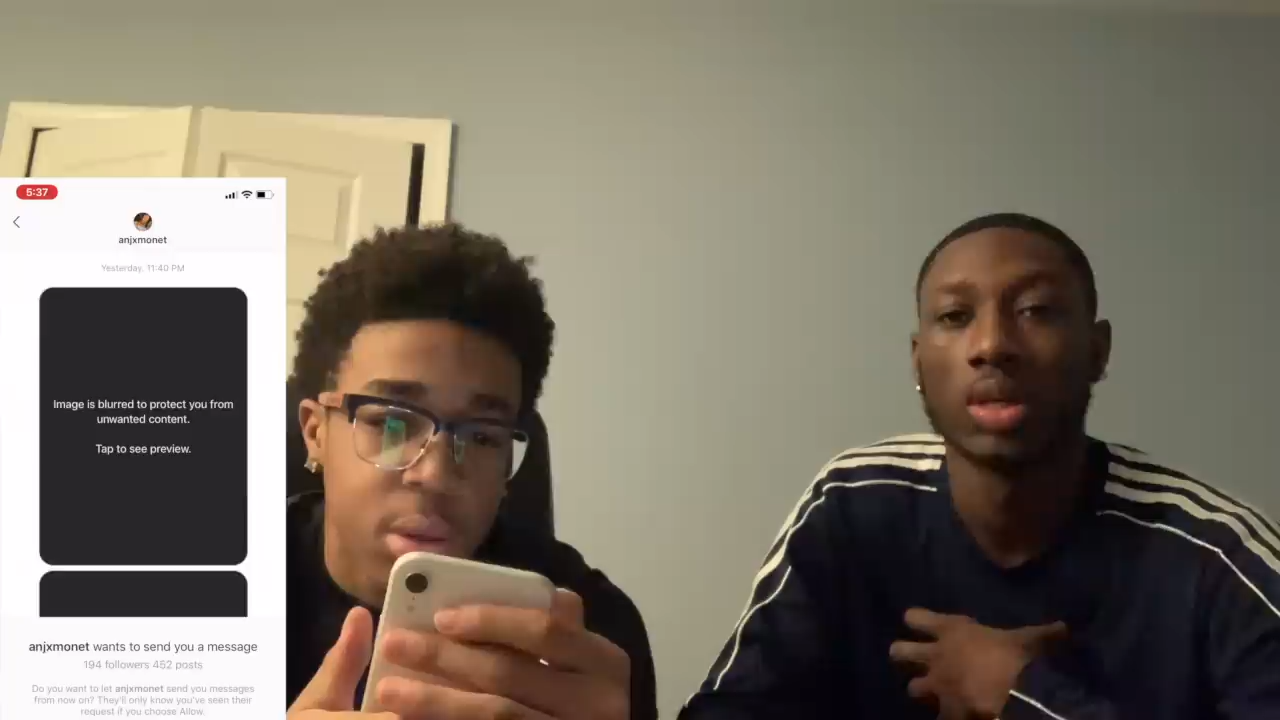 5:37
anjxmonet
Yesterday, 11:40 PM
Image is blurred to protect you from
unwanted content.
Tap to see preview.
anjxmonet wants to send you a message
194 followers 452 posts
Do you want to let anjxmonet send you messages
from now on? They'll only know you've seen their
request if you choose Allow.